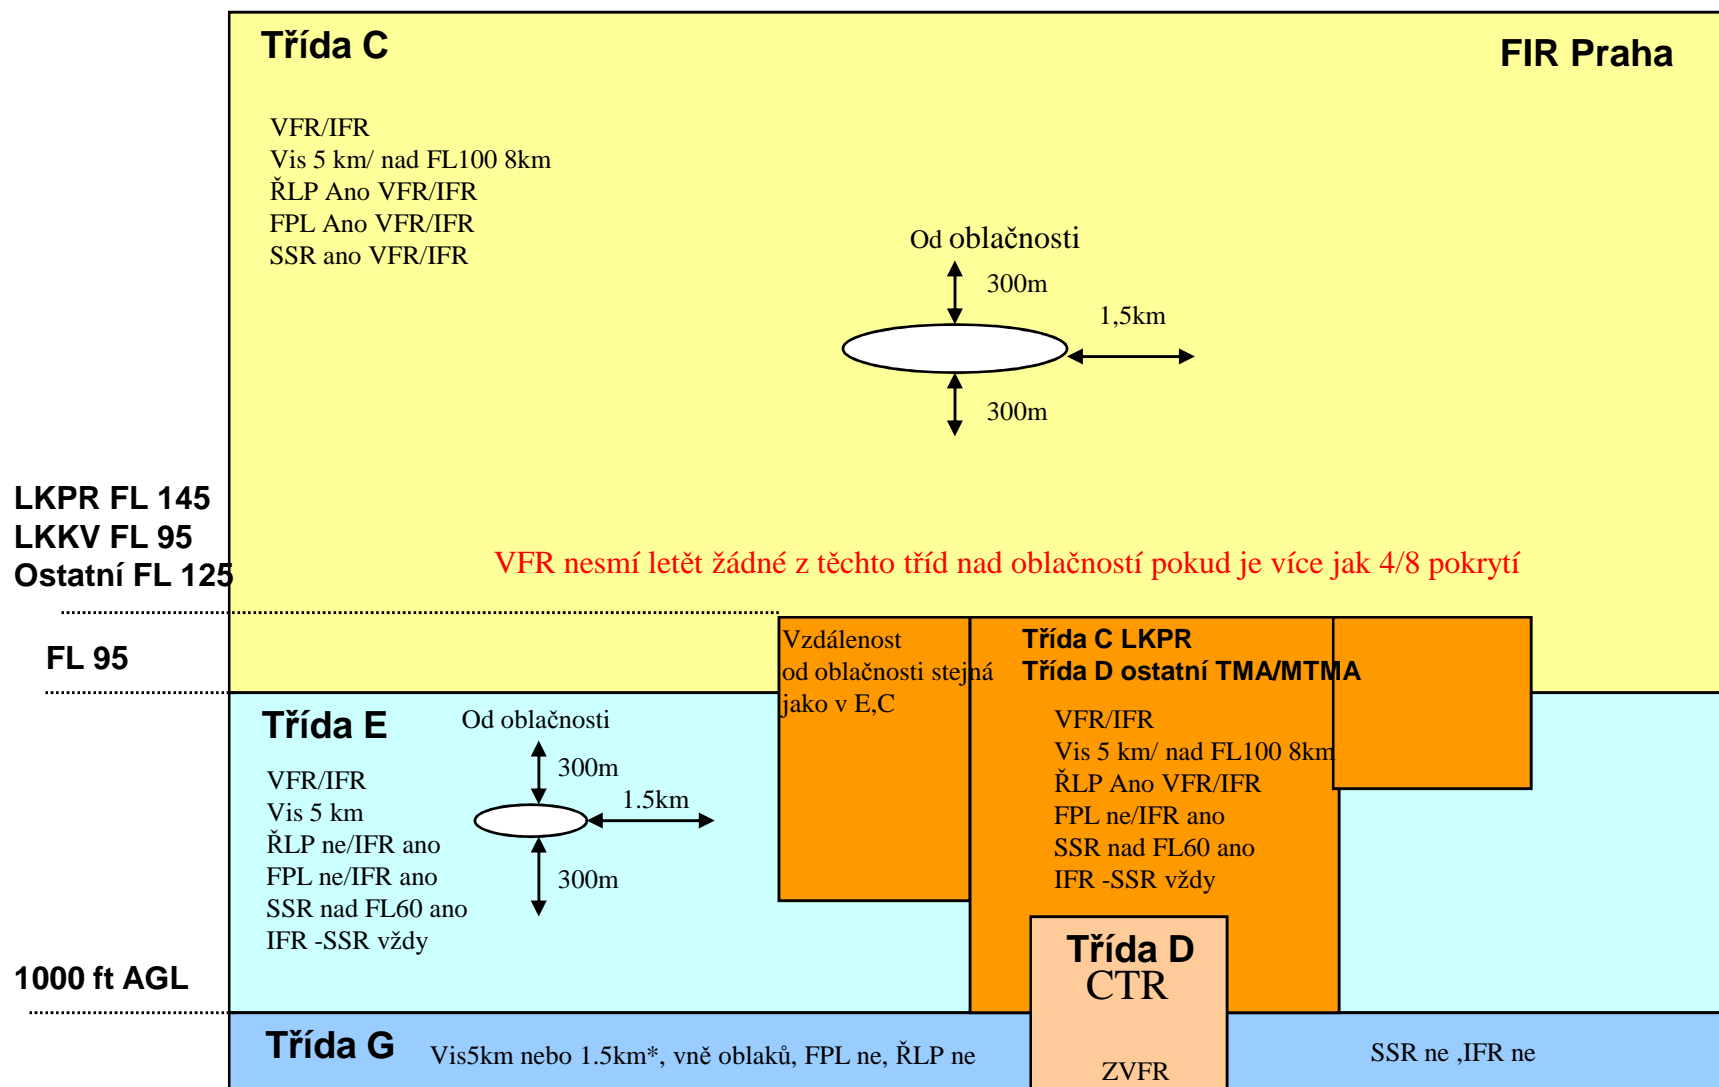 Třída C
FIR Praha
VFR/IFR
Vis 5 km/ nad FL100 8km
ŘLP Ano VFR/IFR
FPL Ano VFR/IFR
SSR ano VFR/IFR
Od oblačnosti
300m
1,5km
300m
LKPR FL 145
LKKV FL 95
Ostatní FL 125
VFR nesmí letět žádné z těchto tříd nad oblačností pokud je více jak 4/8 pokrytí
FL 95
Vzdálenost
od oblačnosti stejná
jako v E,C
Třída C LKPR
Třída D ostatní TMA/MTMA
VFR/IFR
Vis 5 km/ nad FL100 8km
ŘLP Ano VFR/IFR
FPL ne/IFR ano
SSR nad FL60 ano
IFR -SSR vždy
Třída E
Od oblačnosti
300m
1.5km
300m
VFR/IFR
Vis 5 km
ŘLP ne/IFR ano
FPL ne/IFR ano
SSR nad FL60 ano
IFR -SSR vždy
Třída D
CTR
ZVFR
1000 ft AGL
Třída G
Vis5km nebo 1.5km*, vně oblaků, FPL ne, ŘLP ne
SSR ne ,IFR ne